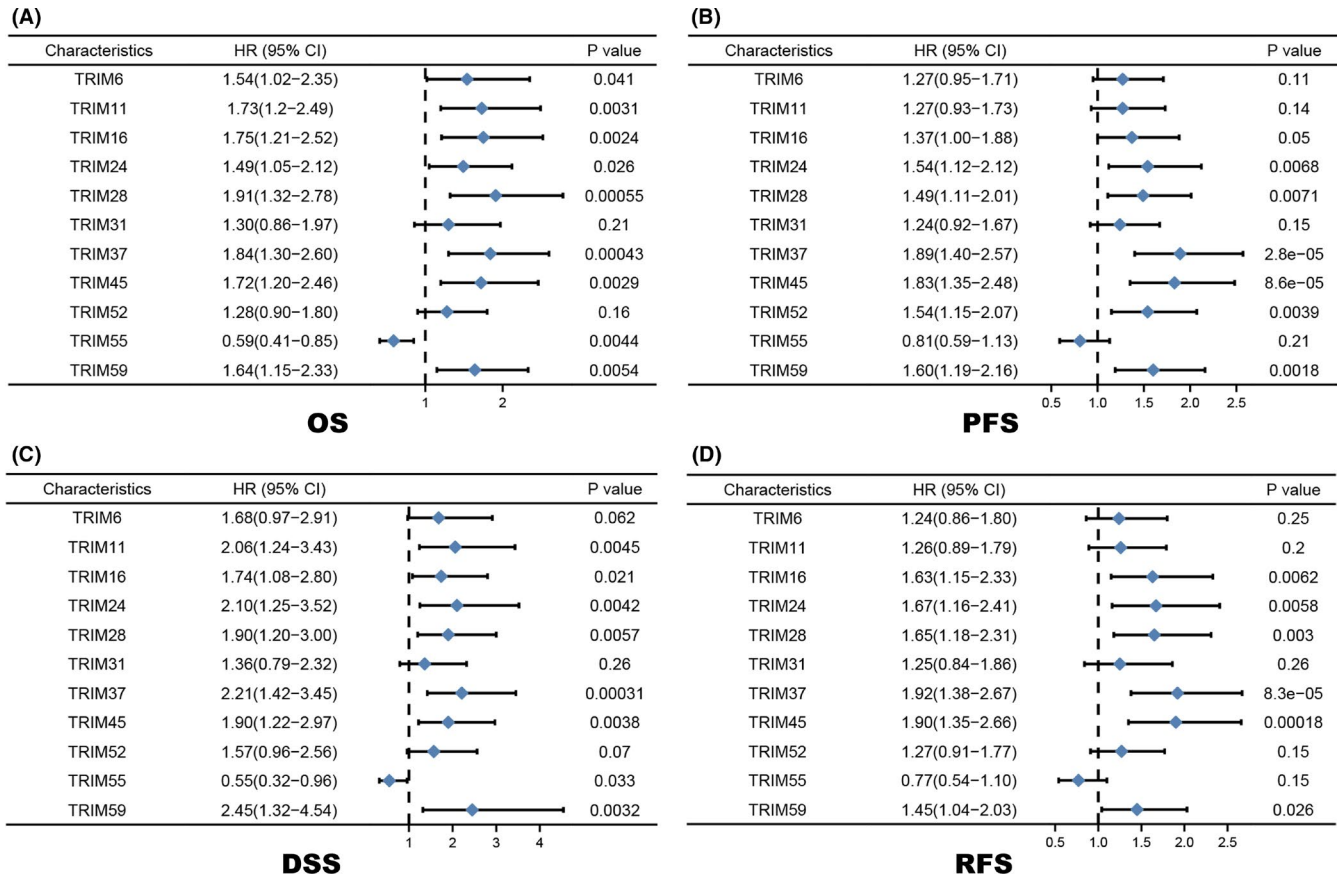 (A)
Characteristics HR (95% CI) P value
TRIM6 1.54(1.02−2.35) 0.041
TRIM11 1.73(1.2−2.49) 0.0031
TRIM16 1.75(1.21−2.52) 0.0024
TRIM24 1.49(1.05−2.12) 0.026
TRIM28 1.91(1.32−2.78) 0.00055
TRIM31 1.30(0.86−1.97) 0.21
TRIM37 1.84(1.30−2.60) 0.00043
TRIM45 1.72(1.20−2.46) 0.0029
TRIM52 1.28(0.90−1.80) 0.16
TRIM55 0.59(0.41−0.85) 0.0044
TRIM59 1.64(1.15−2.33) 0.0054
1 2
OS
(B)
Characteristics HR (95% CI) P value
TRIM6 1.27(0.95−1.71) 0.11
TRIM11 1.27(0.93−1.73) 0.14
TRIM16 1.37(1.00−1.88) 0.05
TRIM24 1.54(1.12−2.12) 0.0068
TRIM28 1.49(1.11−2.01) 0.0071
TRIM31 1.24(0.92−1.67) 0.15
TRIM37 1.89(1.40−2.57) 2.8e−05
TRIM45 1.83(1.35−2.48) 8.6e−05
TRIM52 1.54(1.15−2.07) 0.0039
TRIM55 0.81(0.59−1.13) 0.21
TRIM59 1.60(1.19−2.16) 0.0018
0.5 1.0 1.5 2.0 2.5
PFS
(C)
Characteristics HR (95% CI) P value
TRIM6 1.68(0.97−2.91) 0.062
TRIM11 2.06(1.24−3.43) 0.0045
TRIM16 1.74(1.08−2.80) 0.021
TRIM24 2.10(1.25−3.52) 0.0042
TRIM28 1.90(1.20−3.00) 0.0057
TRIM31 1.36(0.79−2.32) 0.26
TRIM37 2.21(1.42−3.45) 0.00031
TRIM45 1.90(1.22−2.97) 0.0038
TRIM52 1.57(0.96−2.56) 0.07
TRIM55 0.55(0.32−0.96) 0.033
TRIM59 2.45(1.32−4.54) 0.0032
1 2 3 4
DSS
(D)
Characteristics HR (95% CI) P value
TRIM6 1.24(0.86−1.80) 0.25
TRIM11 1.26(0.89−1.79) 0.2
TRIM16 1.63(1.15−2.33) 0.0062
TRIM24 1.67(1.16−2.41) 0.0058
TRIM28 1.65(1.18−2.31) 0.003
TRIM31 1.25(0.84−1.86) 0.26
TRIM37 1.92(1.38−2.67) 8.3e−05
TRIM45 1.90(1.35−2.66) 0.00018
TRIM52 1.27(0.91−1.77) 0.15
TRIM55 0.77(0.54−1.10) 0.15
TRIM59 1.45(1.04−2.03) 0.026
0.5 1.0 1.5 2.0 2.5
RFS